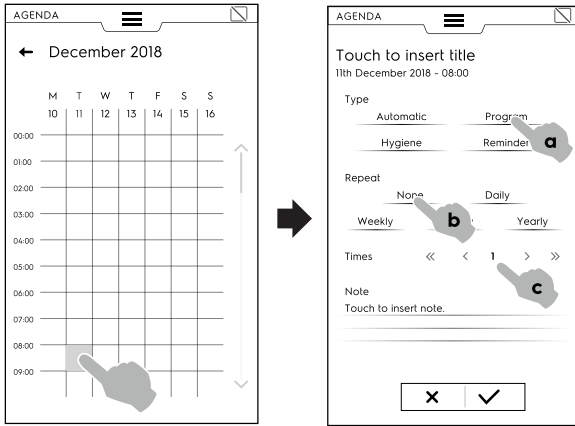 AGENDA
December 2018
M T W T F S S
10 11 12 13 14 15 16
00:00
01:00
02:00
03:00
04:00
05:00
06:00
07:00
08:00
09:00
AGENDA
Touch to insert title
11th December 2018 - 08:00
Type
Automatic Program
a
Hygiene Reminder
Repeat
None Daily
b
Weekly Yearly
Times « < 1 > »
c
Note
Touch to insert note.